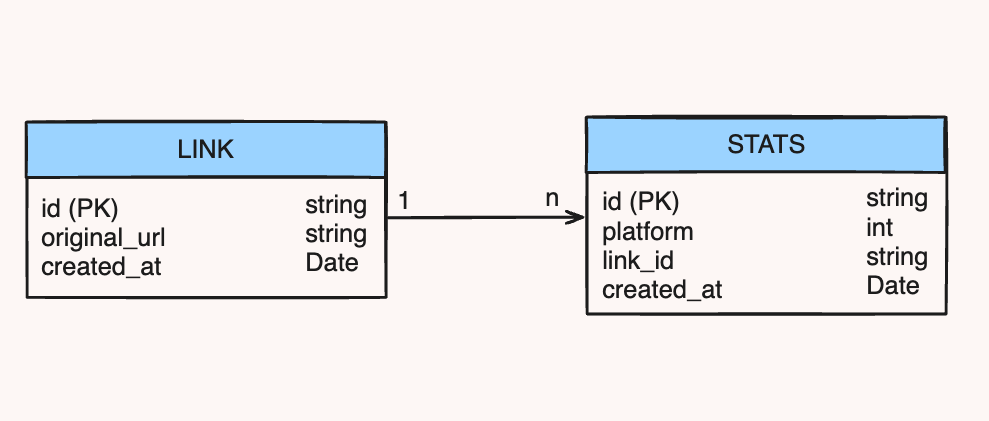 LINK
id (PK) string
original_url string
created_at Date
1 n
STATS
id (PK) string
platform int
link_id string
created_at Date